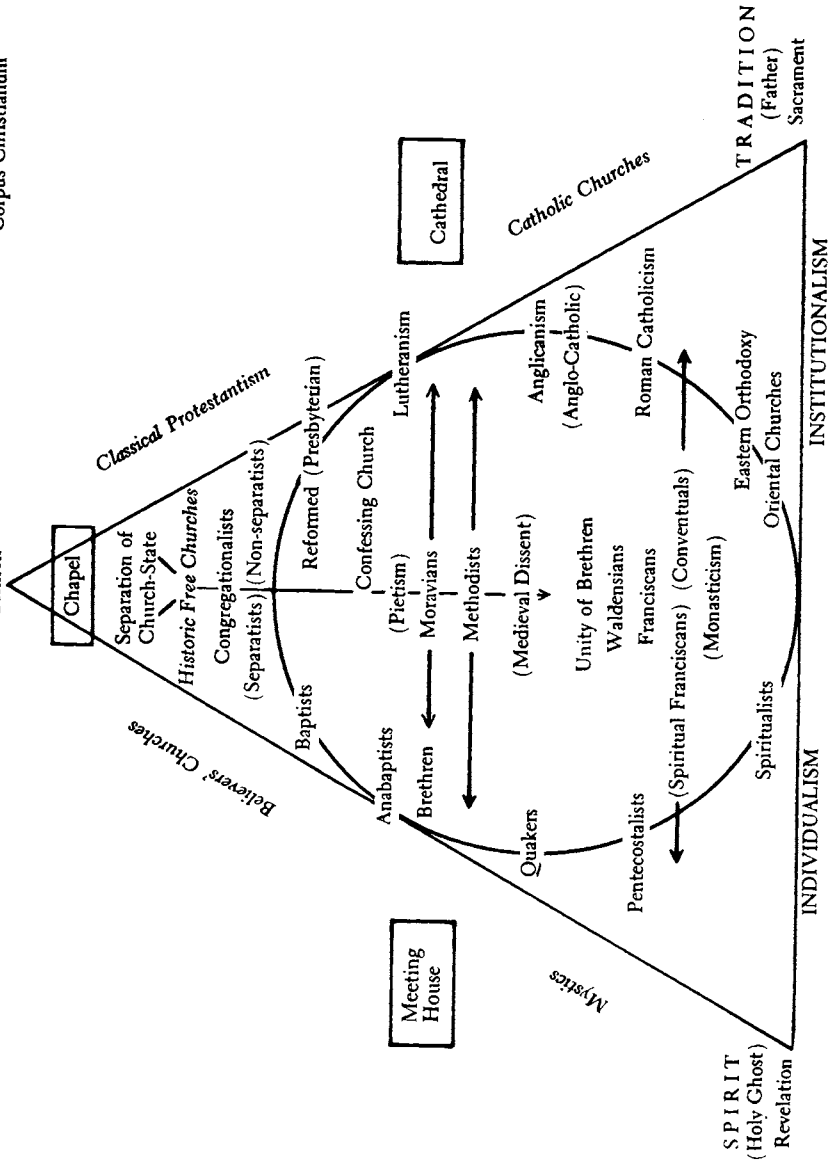 Corpus Christianum
Chapel
Separation of
Church-State
Historic Free Churches
Congregationalists
(Separatists) (Non-separatists)
Classical Protestantism
Believers' Churches
Baptists
Reformed (Presbyterian)
Confessing Church
Anabaptists
(Pietism)
Lutheranism
Brethren
Moravians
Methodists
Meeting
House
Cathedral
Quakers
(Medieval Dissent)
Anglicanism
(Anglo-Catholic)
Catholic Churches
Mystics
Unity of Brethren
Waldensians
Franciscans
Pentecostalists
Roman Catholicism
(Spiritual Franciscans) (Conventuals)
(Monasticism)
Spiritualists
Eastern Orthodoxy
Oriental Churches
SPIRIT
(Holy Ghost)
Revelation
TRADITION
(Father)
Sacrament
INDIVIDUALISM
INSTITUTIONALISM